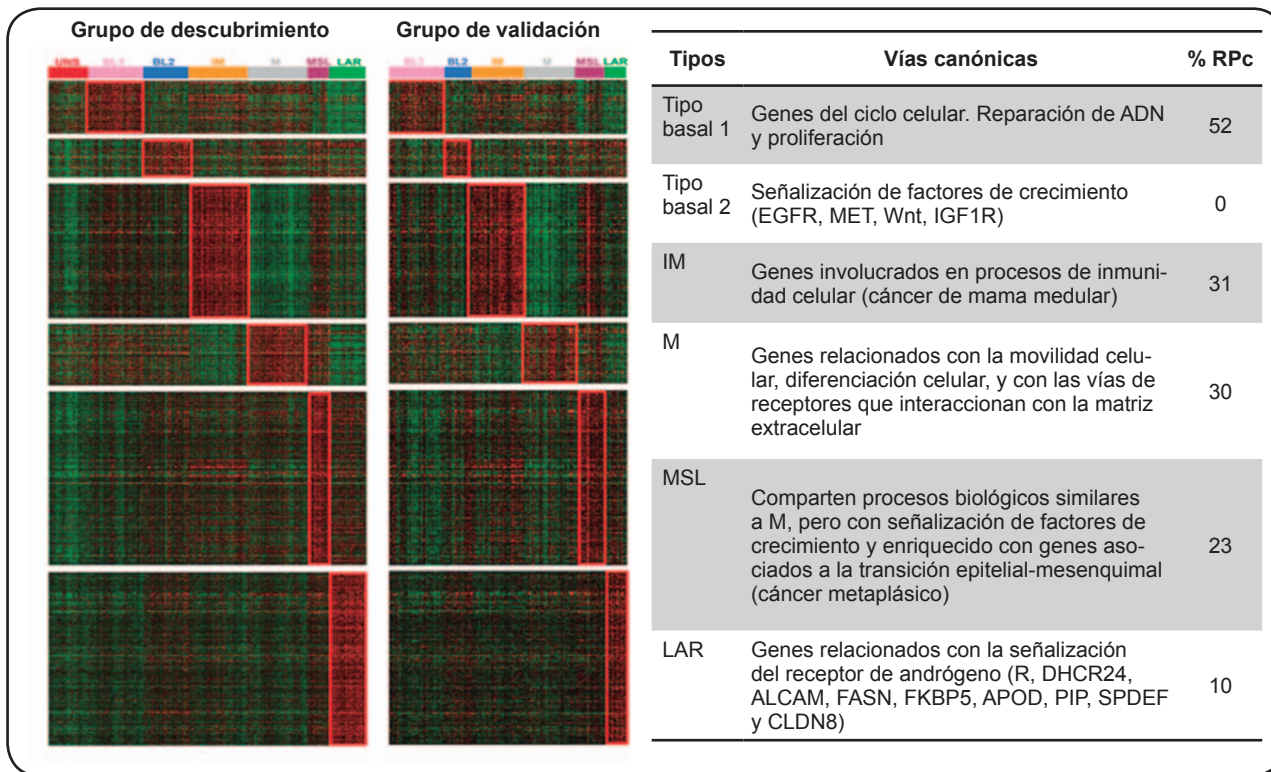 Grupo de descubrimiento
Grupo de validación
UNS BL1 BL2 IM M MSL LAR
BL1 BL2 IM M MSL LAR
Tipos Vías canónicas % RPc
Tipo
basal 1
Genes del ciclo celular. Reparación de ADN
y proliferación
52
Tipo
basal 2
Señalización de factores de crecimiento
(EGFR, MET, Wnt, IGF1R)
0
IM
Genes involucrados en procesos de inmuni-
dad celular (cáncer de mama medular)
31
M
Genes relacionados con la movilidad celu-
lar, diferenciación celular, y con las vías de
receptores que interaccionan con la matriz
extracelular
30
MSL
Comparten procesos biológicos similares
a M, pero con señalización de factores de
crecimiento y enriquecido con genes aso-
ciados a la transición epitelial-mesenquimal
(cáncer metaplásico)
23
LAR
Genes relacionados con la señalización
del receptor de andrógeno (R, DHCR24,
ALCAM, FASN, FKBP5, APOD, PIP, SPDEF
y CLDN8)
10